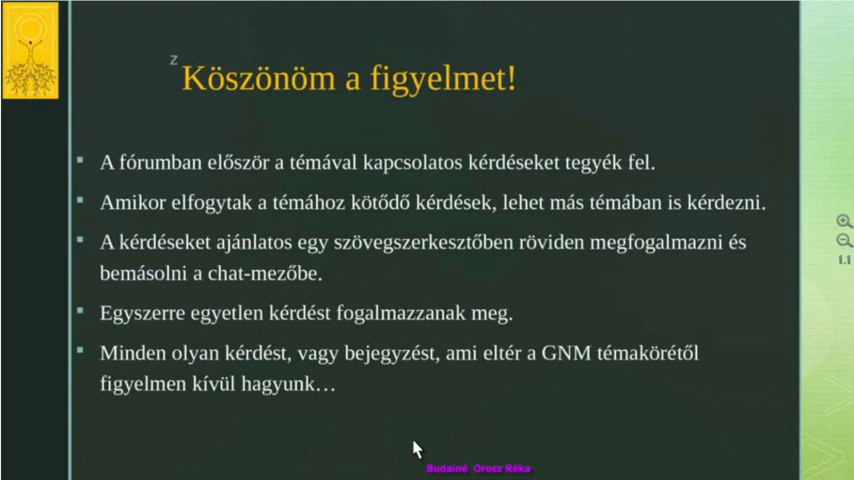 z
Köszönöm a figyelmet!
A fórumban először a témával kapcsolatos kérdéseket tegyék fel.
Amikor elfogytak a témához kötődő kérdések, lehet más témában is kérdezni.
A kérdéseket ajánlatos egy szövegszerkesztőben röviden megfogalmazni és
bemásolni a chat-mezőbe.
Egyszerre egyetlen kérdést fogalmazzanak meg.
Minden olyan kérdést, vagy bejegyzést, ami eltér a GNM témakörétől
figyelmen kívül hagyunk…
1.1
Budainé Orosz Réka